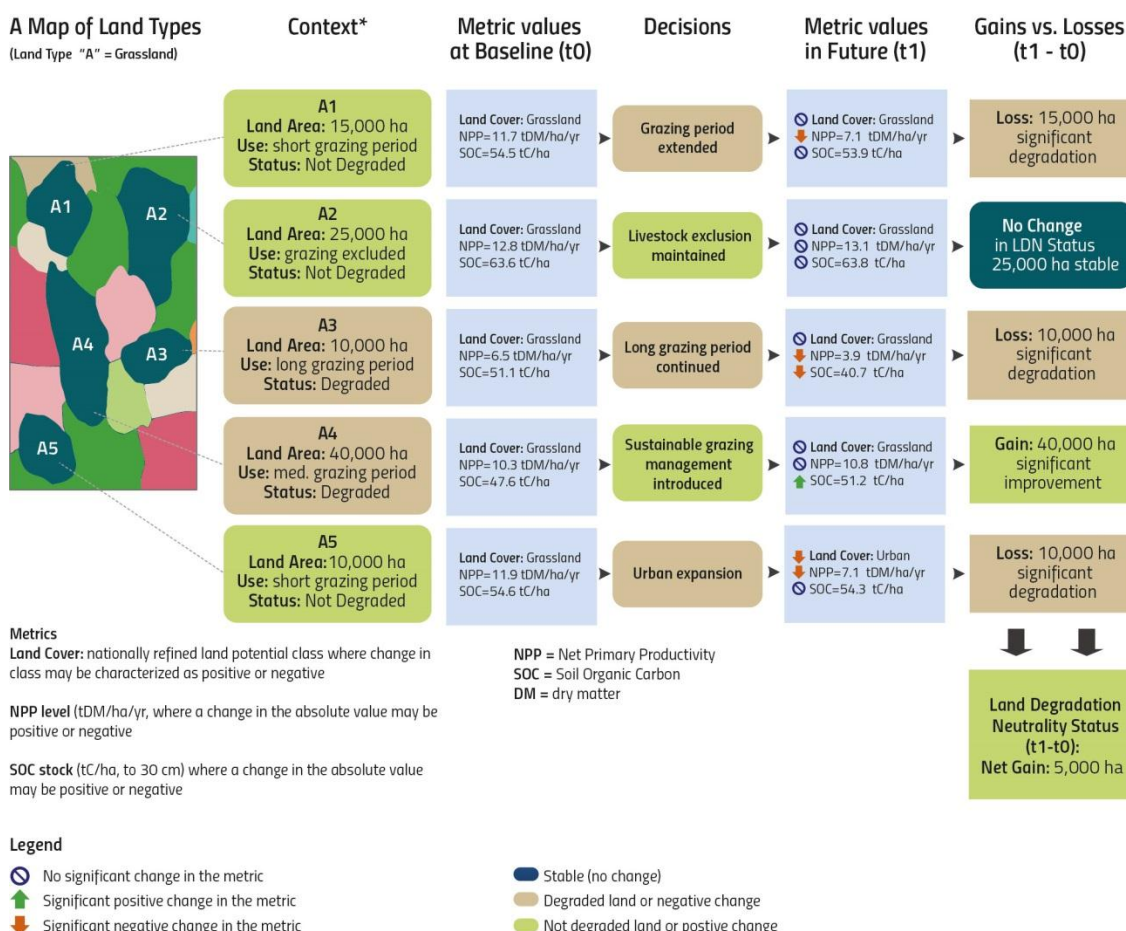 A Map of Land Types
(Land Type "A" = Grassland)
Context*
Metric values
at Baseline (t0)
Decisions
Metric values
in Future (t1)
Gains vs. Losses
(t1 - t0)
A1
A2
A3
A4
A5
A1
Land Area: 15,000 ha
Use: short grazing period
Status: Not Degraded
Land Cover: Grassland
NPP=11.7 tDM/ha/yr
SOC=54.5 tC/ha
Grazing period
extended
Land Cover: Grassland
NPP=7.1 tDM/ha/yr
SOC=53.9 tC/ha
Loss: 15,000 ha
significant
degradation
A2
Land Area: 25,000 ha
Use: grazing excluded
Status: Not Degraded
Land Cover: Grassland
NPP=12.8 tDM/ha/yr
SOC=63.6 tC/ha
Livestock exclusion
maintained
Land Cover: Grassland
NPP=13.1 tDM/ha/yr
SOC=63.8 tC/ha
No Change
in LDN Status
25,000 ha stable
A3
Land Area: 10,000 ha
Use: long grazing period
Status: Degraded
Land Cover: Grassland
NPP=6.5 tDM/ha/yr
SOC=51.1 tC/ha
Long grazing period
continued
Land Cover: Grassland
NPP=3.9 tDM/ha/yr
SOC=40.7 tC/ha
Loss: 10,000 ha
significant
degradation
A4
Land Area: 40,000 ha
Use: med. grazing period
Status: Degraded
Land Cover: Grassland
NPP=10.3 tDM/ha/yr
SOC=47.6 tC/ha
Sustainable grazing
management
introduced
Land Cover: Grassland
NPP=10.8 tDM/ha/yr
SOC=51.2 tC/ha
Gain: 40,000 ha
significant
improvement
A5
Land Area:10,000 ha
Use: short grazing period
Status: Not Degraded
Land Cover: Grassland
NPP=11.9 tDM/ha/yr
SOC=54.6 tC/ha
Urban expansion
Land Cover: Urban
NPP=7.1 tDM/ha/yr
SOC=54.3 tC/ha
Loss: 10,000 ha
significant
degradation
Metrics
Land Cover: nationally refined land potential class where change in
class may be characterized as positive or negative
NPP level (tDM/ha/yr, where a change in the absolute value may be
positive or negative
SOC stock (tC/ha, to 30 cm) where a change in the absolute value
may be positive or negative
NPP = Net Primary Productivity
SOC = Soil Organic Carbon
DM = dry matter
Land Degradation
Neutrality Status
(t1-t0):
Net Gain: 5,000 ha
Legend
No significant change in the metric
Significant positive change in the metric
Significant negative change in the metric
Stable (no change)
Degraded land or negative change
Not degraded land or postive change